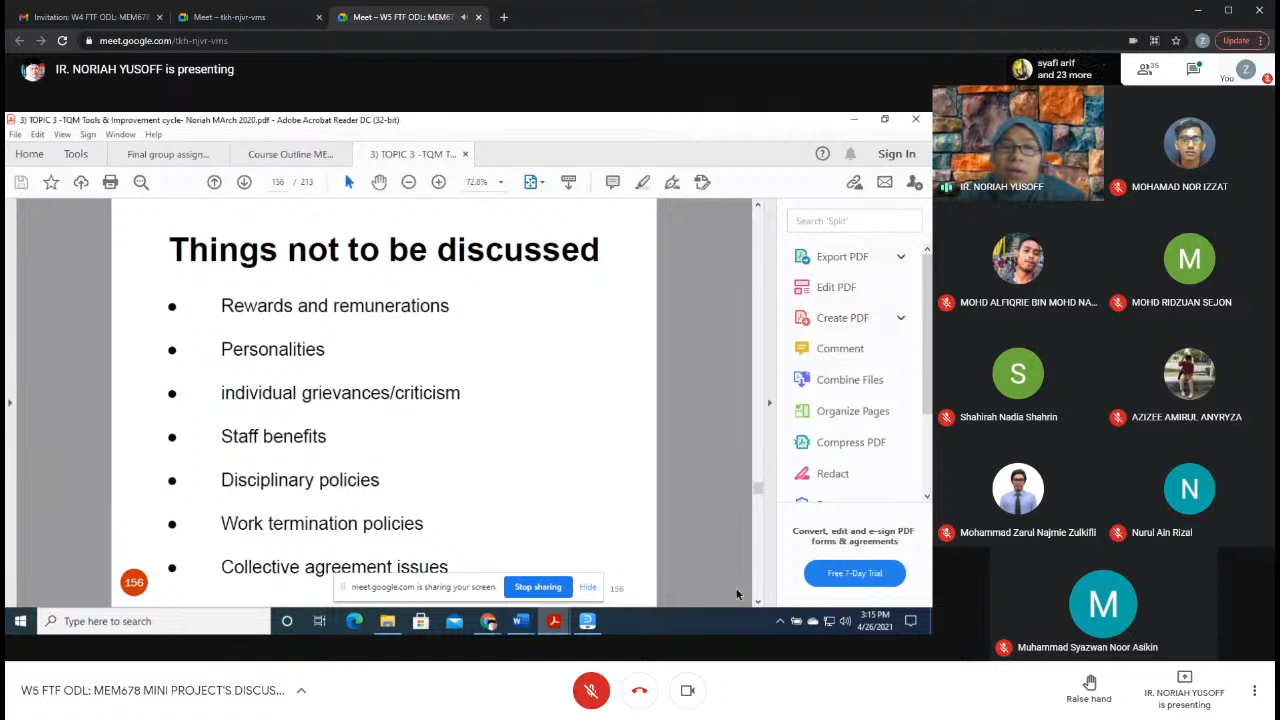 Invitation: W4 FTF ODL: MEM678
Meet – tkh-njvr-vms
Meet – W5 FTF ODL: MEM67
meet.google.com/tkh-njvr-vms
Z
Update
IR. NORIAH YUSOFF is presenting
syafi arif
and 23 more
35
You
Z
3) TOPIC 3 -TQM Tools & Improvement cycle- Noriah MArch 2020.pdf - Adobe Acrobat Reader DC (32-bit)
File Edit View Sign Window Help
Home Tools Final group assign... Course Outline ME... 3) TOPIC 3 -TQM T... Sign In
156 / 213 72.8%
Things not to be discussed
• Rewards and remunerations
• Personalities
• individual grievances/criticism
• Staff benefits
• Disciplinary policies
• Work termination policies
• Collective agreement issues
156
156
meet.google.com is sharing your screen. Stop sharing Hide
Search 'Split'
Export PDF
Edit PDF
Create PDF
Comment
Combine Files
Organize Pages
Compress PDF
Redact
Convert, edit and e-sign PDF
forms & agreements
Free 7-Day Trial
Type here to search
3:15 PM
4/26/2021
IR. NORIAH YUSOFF
MOHAMAD NOR IZZAT
MOHD ALFIQRIE BIN MOHD NA...
M
MOHD RIDZUAN SEJON
S
Shahirah Nadia Shahrin
AZIZEE AMIRUL ANYRYZA
Mohammad Zarul Najmie Zulkifli
N
Nurul Ain Rizal
M
Muhammad Syazwan Noor Asikin
W5 FTF ODL: MEM678 MINI PROJECT'S DISCUS...
Raise hand
IR. NORIAH YUSOFF
is presenting